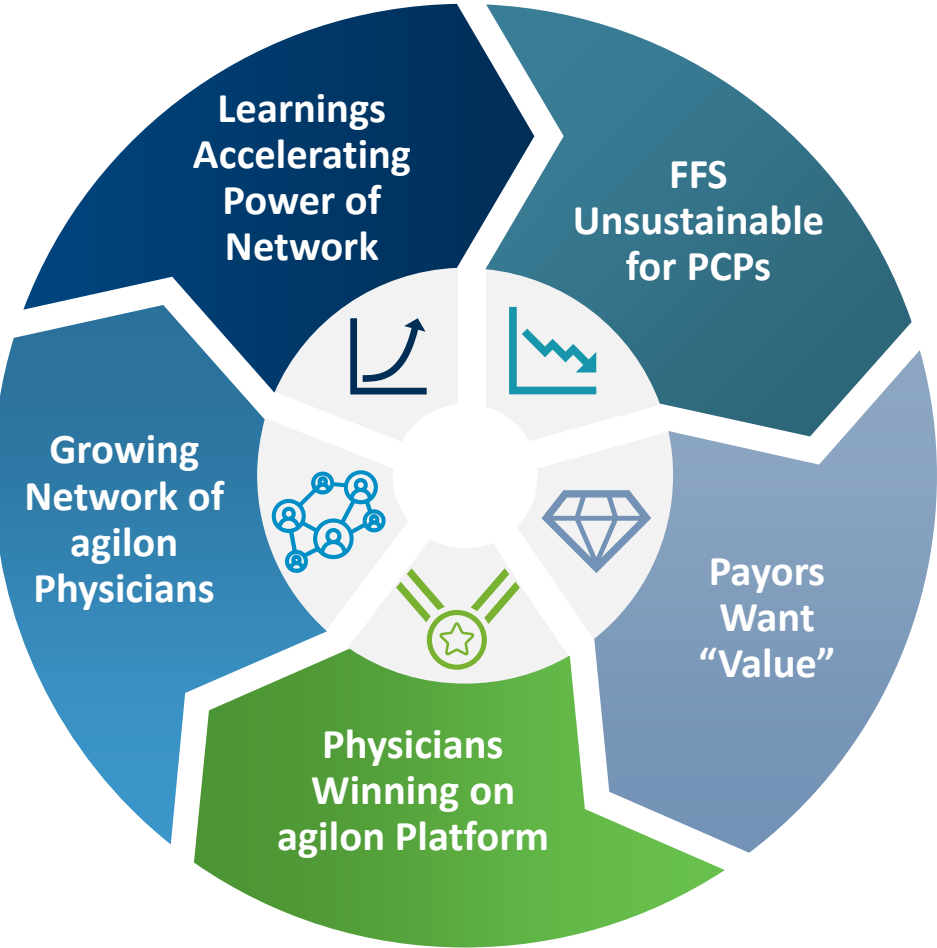 Learnings
Accelerating
Power of
Network
FFS
Unsustainable
for PCPs
Payors
Want
“Value”
Physicians
Winning on
agilon Platform
Growing
Network of
agilon
Physicians